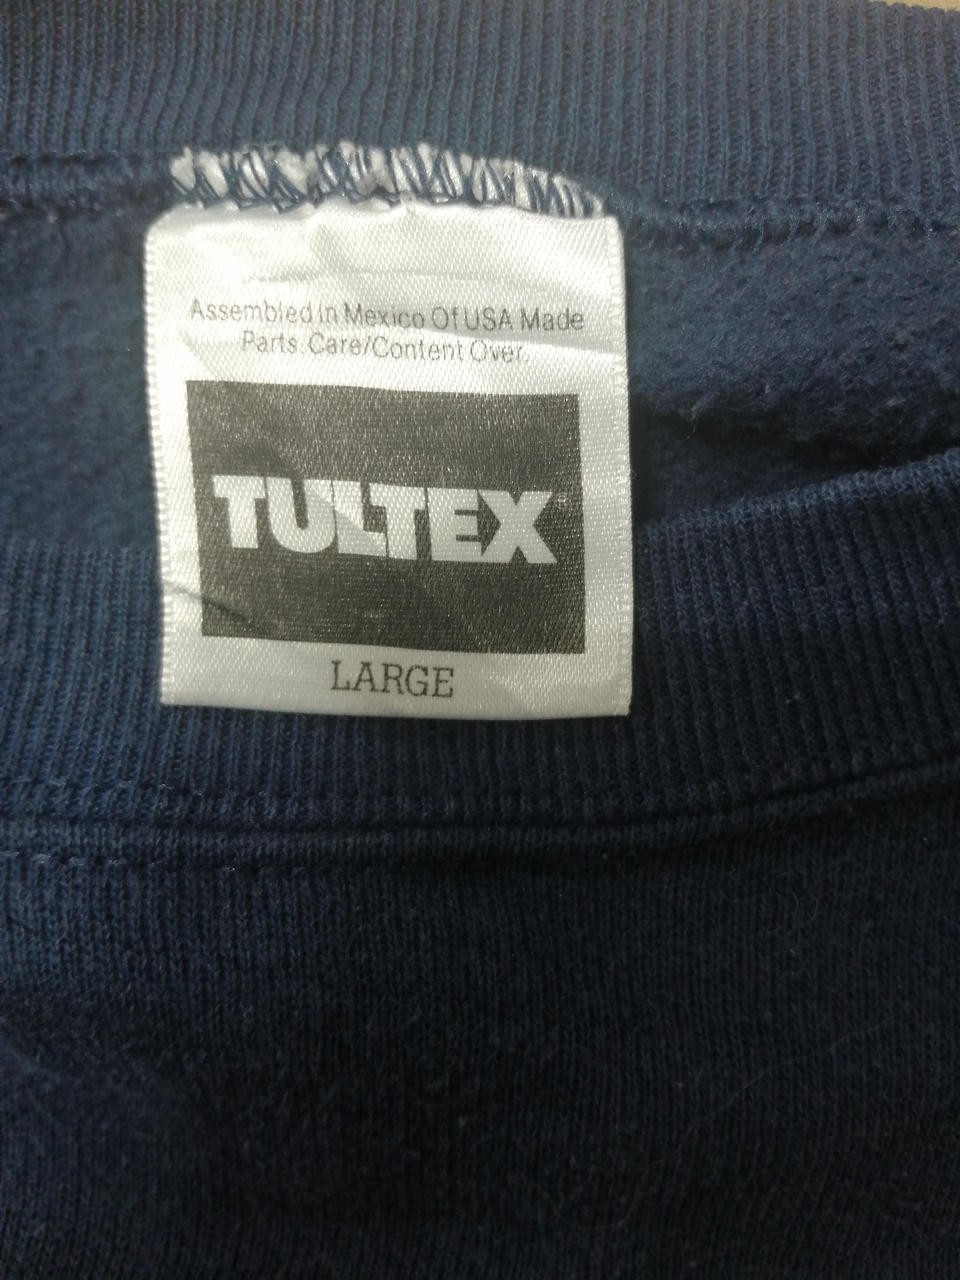 Assembled in Mexico Of USA Made
Parts. Care/Content Over.
TULTEX
LARGE